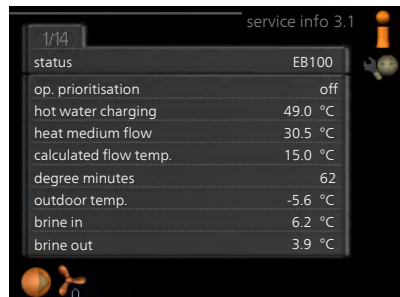 service info 3.1
1/14
status EB100
op. prioritisation off
hot water charging 49.0 °C
heat medium flow 30.5 °C
calculated flow temp. 15.0 °C
degree minutes 62
outdoor temp. -5.6 °C
brine in 6.2 °C
brine out 3.9 °C
0